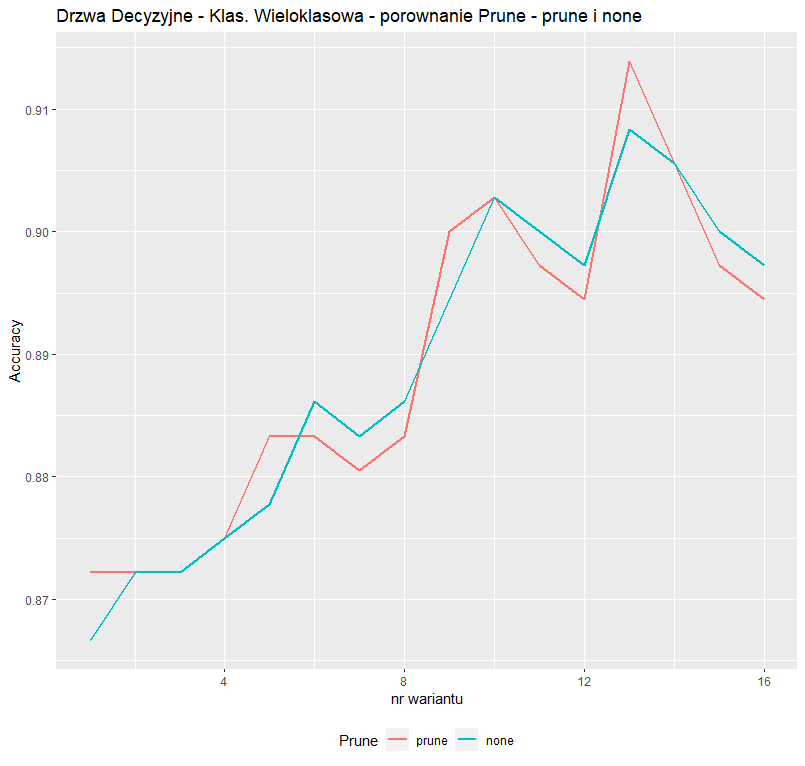 Drzwa Decyzyjne - Klas. Wieloklasowa - porownanie Prune - prune i none
Accuracy
0.91
0.90
0.89
0.88
0.87
4 8 12 16
nr wariantu
Prune prune none